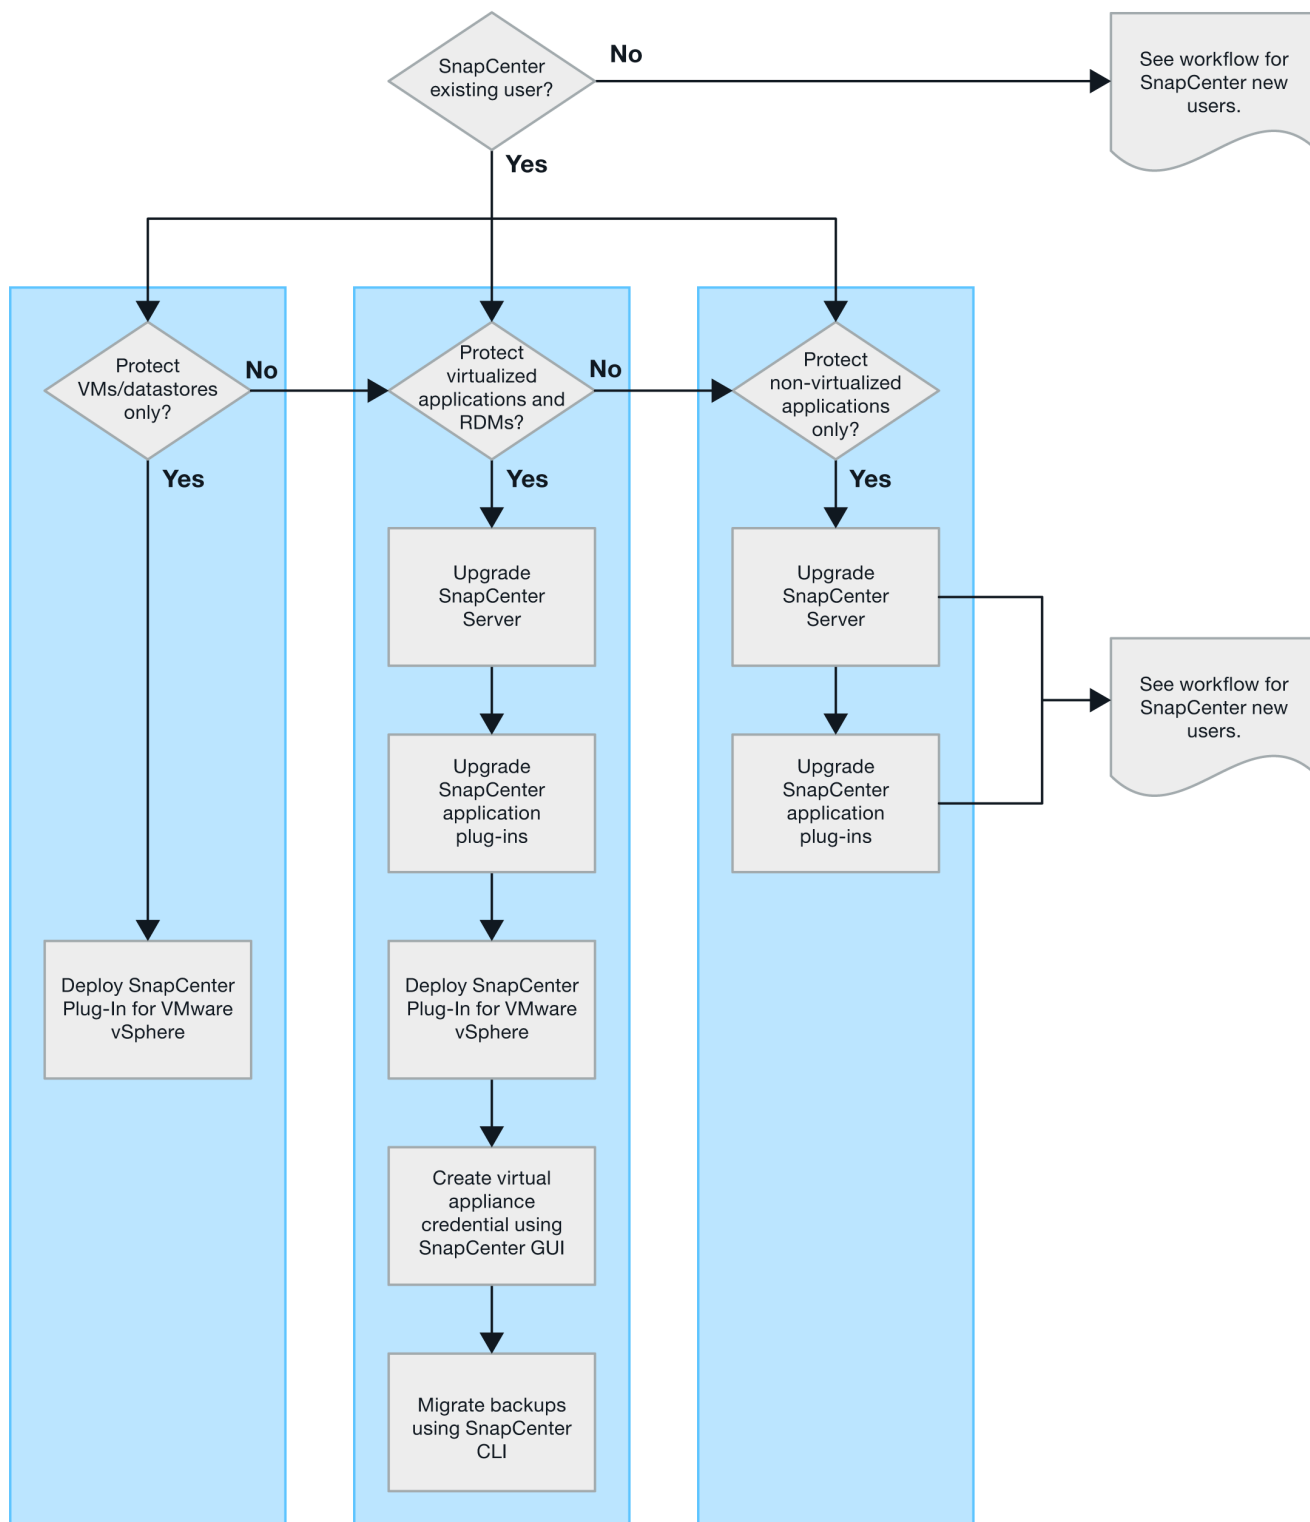 SnapCenter
existing user?
No
See workflow for
SnapCenter new
users.
Yes
Protect
VMs/datastores
only?
No
Yes
Protect
virtualized
applications and
RDMs?
No
Yes
Protect
non-virtualized
applications
only?
Yes
Upgrade
SnapCenter
Server
Upgrade
SnapCenter
Server
See workflow for
SnapCenter new
users.
Upgrade
SnapCenter
application
plug-ins
Upgrade
SnapCenter
application
plug-ins
Deploy SnapCenter
Plug-In for VMware
vSphere
Deploy SnapCenter
Plug-In for VMware
vSphere
Create virtual
appliance
credential using
SnapCenter GUI
Migrate backups
using SnapCenter
CLI